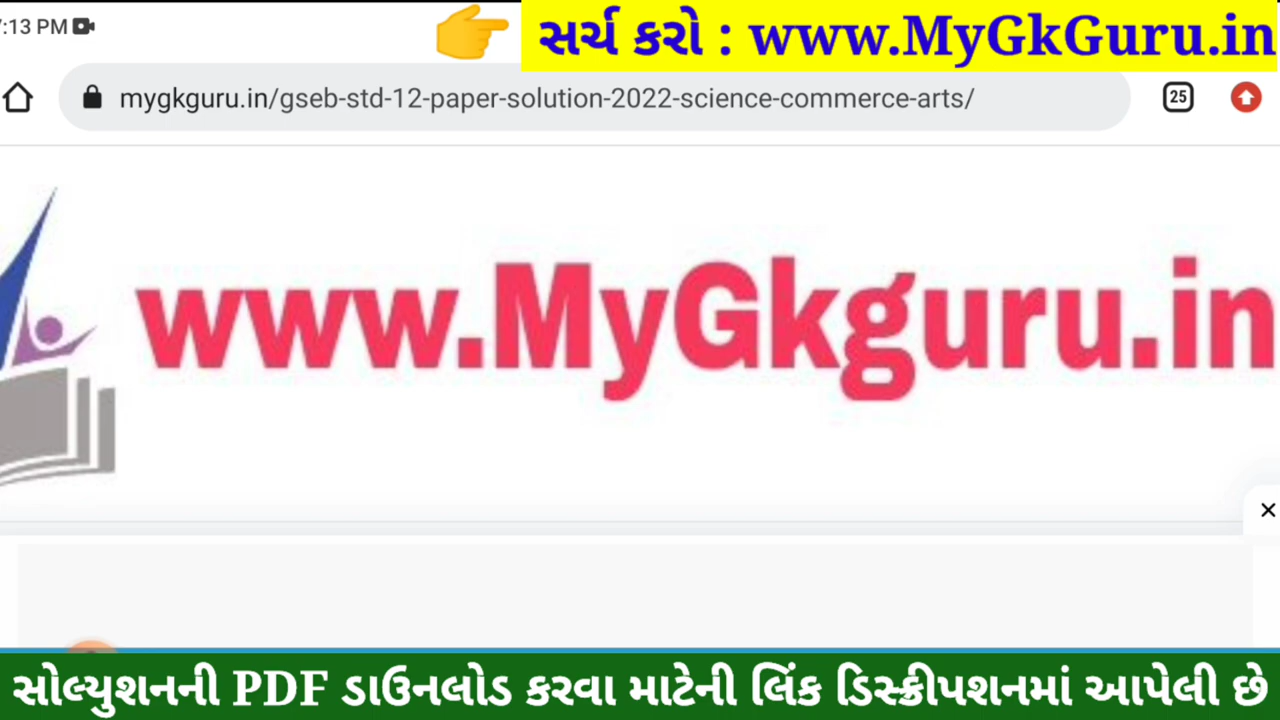 :13 PM
👉 સર્ચ કરો : www.MyGkGuru.in
mygkguru.in/gseb-std-12-paper-solution-2022-science-commerce-arts/
25
www.MyGkguru.in
સોલ્યુશનની PDF ડાઉનલોડ કરવા માટેની લિંક ડિસ્ક્રીપશનમાં આપેલી છે